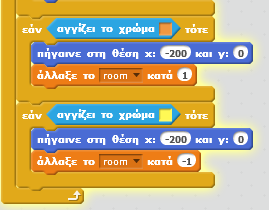 εάν αγγίζει το χρώμα τότε
πήγαινε στη θέση x: -200 και y: 0
άλλαξε το room κατά 1
εάν αγγίζει το χρώμα τότε
πήγαινε στη θέση x: -200 και y: 0
άλλαξε το room κατά -1